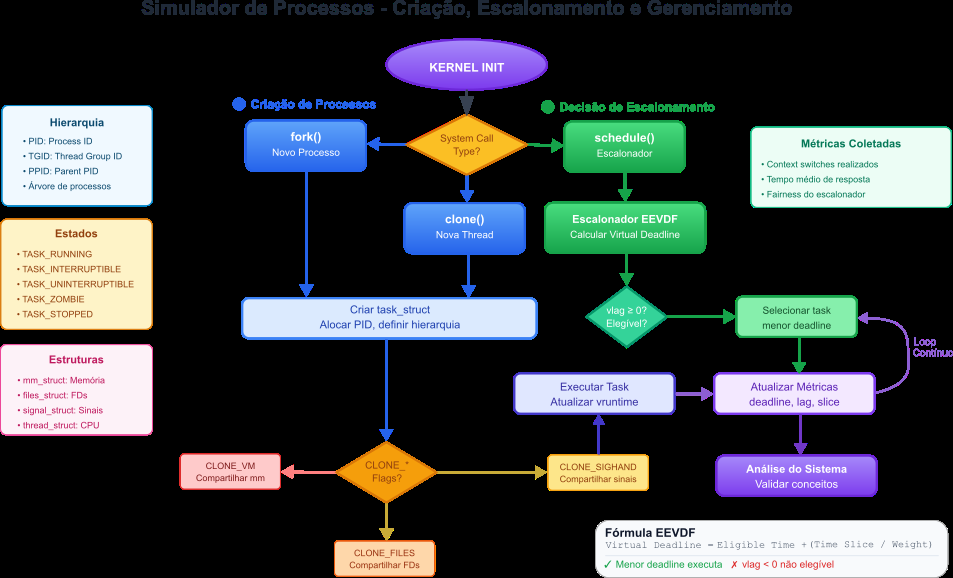 Simulador de Processos - Criação, Escalonamento e Gerenciamento
KERNEL INIT
Criação de Processos
Decisão de Escalonamento
Hierarquia
• PID: Process ID
• TGID: Thread Group ID
• PPID: Parent PID
• Árvore de processos
fork()
Novo Processo
System Call
Type?
schedule()
Escalonador
Métricas Coletadas
• Context switches realizados
• Tempo médio de resposta
• Fairness do escalonador
clone()
Nova Thread
Escalonador EEVDF
Calcular Virtual Deadline
Estados
• TASK_RUNNING
• TASK_INTERRUPTIBLE
• TASK_UNINTERRUPTIBLE
• TASK_ZOMBIE
• TASK_STOPPED
Criar task_struct
Alocar PID, definir hierarquia
vlag ≥ 0?
Elegível?
Selecionar task
menor deadline
Loop
Contínuo
Estruturas
• mm_struct: Memória
• files_struct: FDs
• signal_struct: Sinais
• thread_struct: CPU
Executar Task
Atualizar vruntime
Atualizar Métricas
deadline, lag, slice
CLONE_VM
Compartilhar mm
CLONE_*
Flags?
CLONE_SIGHAND
Compartilhar sinais
Análise do Sistema
Validar conceitos
CLONE_FILES
Compartilhar FDs
Fórmula EEVDF
Virtual Deadline = Eligible Time + (Time Slice / Weight)
✓ Menor deadline executa ✗ vlag < 0 não elegível